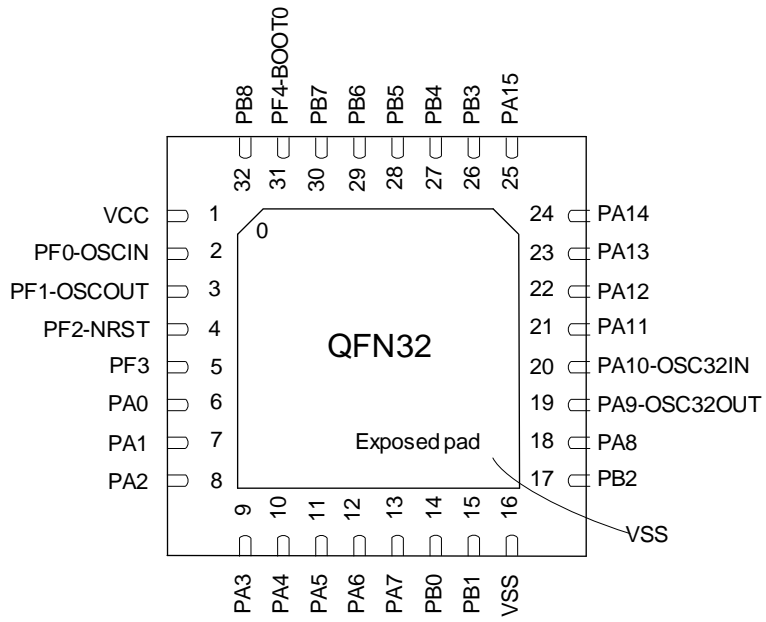 PB8
PF4-BOOT0
PB7
PB6
PB5
PB4
PB3
PA15
32
31
30
29
28
27
26
25
VCC 1
PF0-OSCIN 2
PF1-OSCOUT 3
PF2-NRST 4
PF3 5
PA0 6
PA1 7
PA2 8
0
QFN32
Exposed pad
24 PA14
23 PA13
22 PA12
21 PA11
20 PA10-OSC32IN
19 PA9-OSC32OUT
18 PA8
17 PB2
VSS
9
10
11
12
13
14
15
16
PA3
PA4
PA5
PA6
PA7
PB0
PB1
VSS